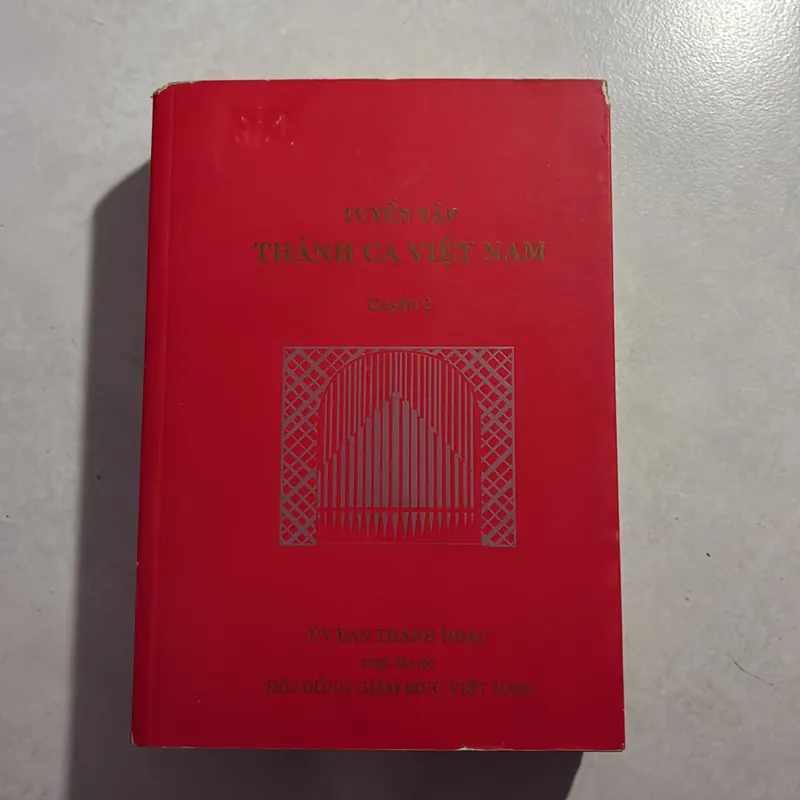 TUYỂN TẬP
THÁNH CA VIỆT NAM
Quyển 2
ỦY BAN THÁNH NHẠC
trực thuộc
HỘI ĐỒNG GIÁM MỤC VIỆT NAM